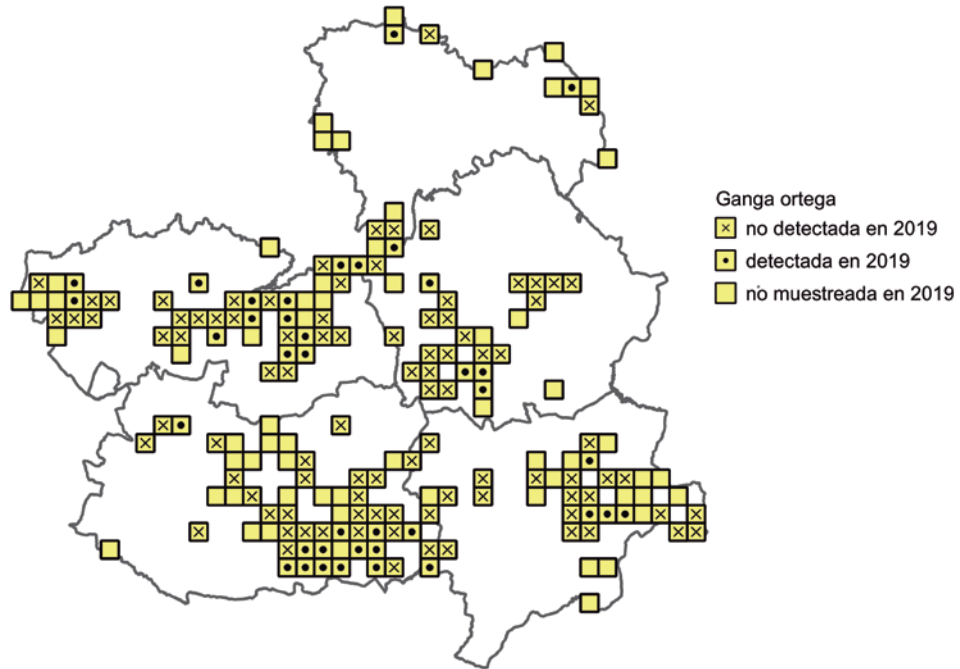 Ganga ortega
no detectada en 2019
detectada en 2019
no muestreada en 2019